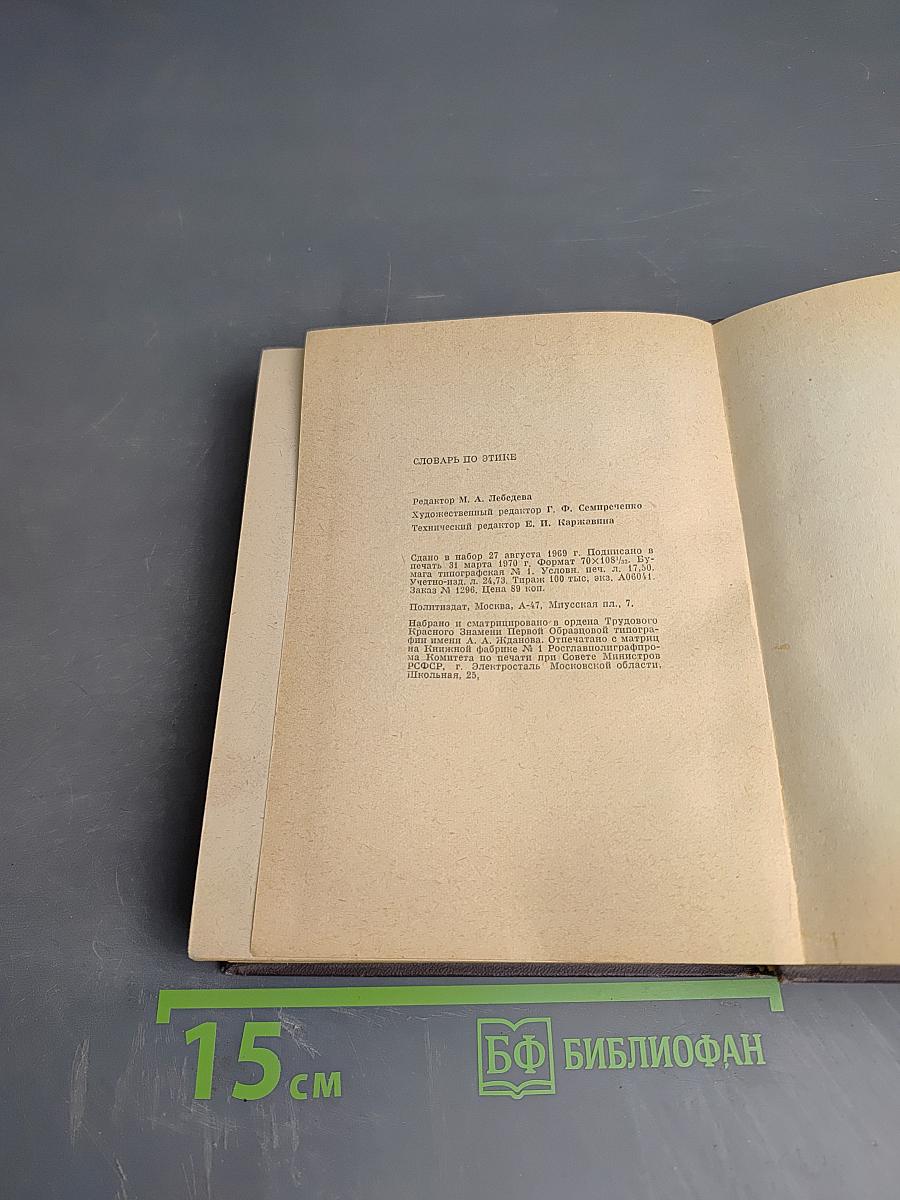 СЛОВАРЬ ПО ЭТИКЕ
Редактор М. А. Лебедева
Художественный редактор Г. Ф. Семиреченко
Технический редактор Е. И. Каржавина
Сдано в набор 27 августа 1969 г. Подписано в
печать 31 марта 1970 г. Формат 70×108¹/₃₂. Бу-
мага типографская № 1. Условн. печ. л. 17,50.
Учетно-изд. л. 24,73. Тираж 100 тыс. экз. А06041.
Заказ № 1296. Цена 89 коп.
Политиздат, Москва, А-47, Миусская пл., 7.
Набрано и сматрицировано в ордена Трудового
Красного Знамени Первой Образцовой типогра-
фии имени А. А. Жданова. Отпечатано с матриц
на Книжной фабрике № 1 Росглавполиграфпро-
ма Комитета по печати при Совете Министров
РСФСР, г. Электросталь Московской области,
Школьная, 25.
15 см
БФ БИБЛИОФАН